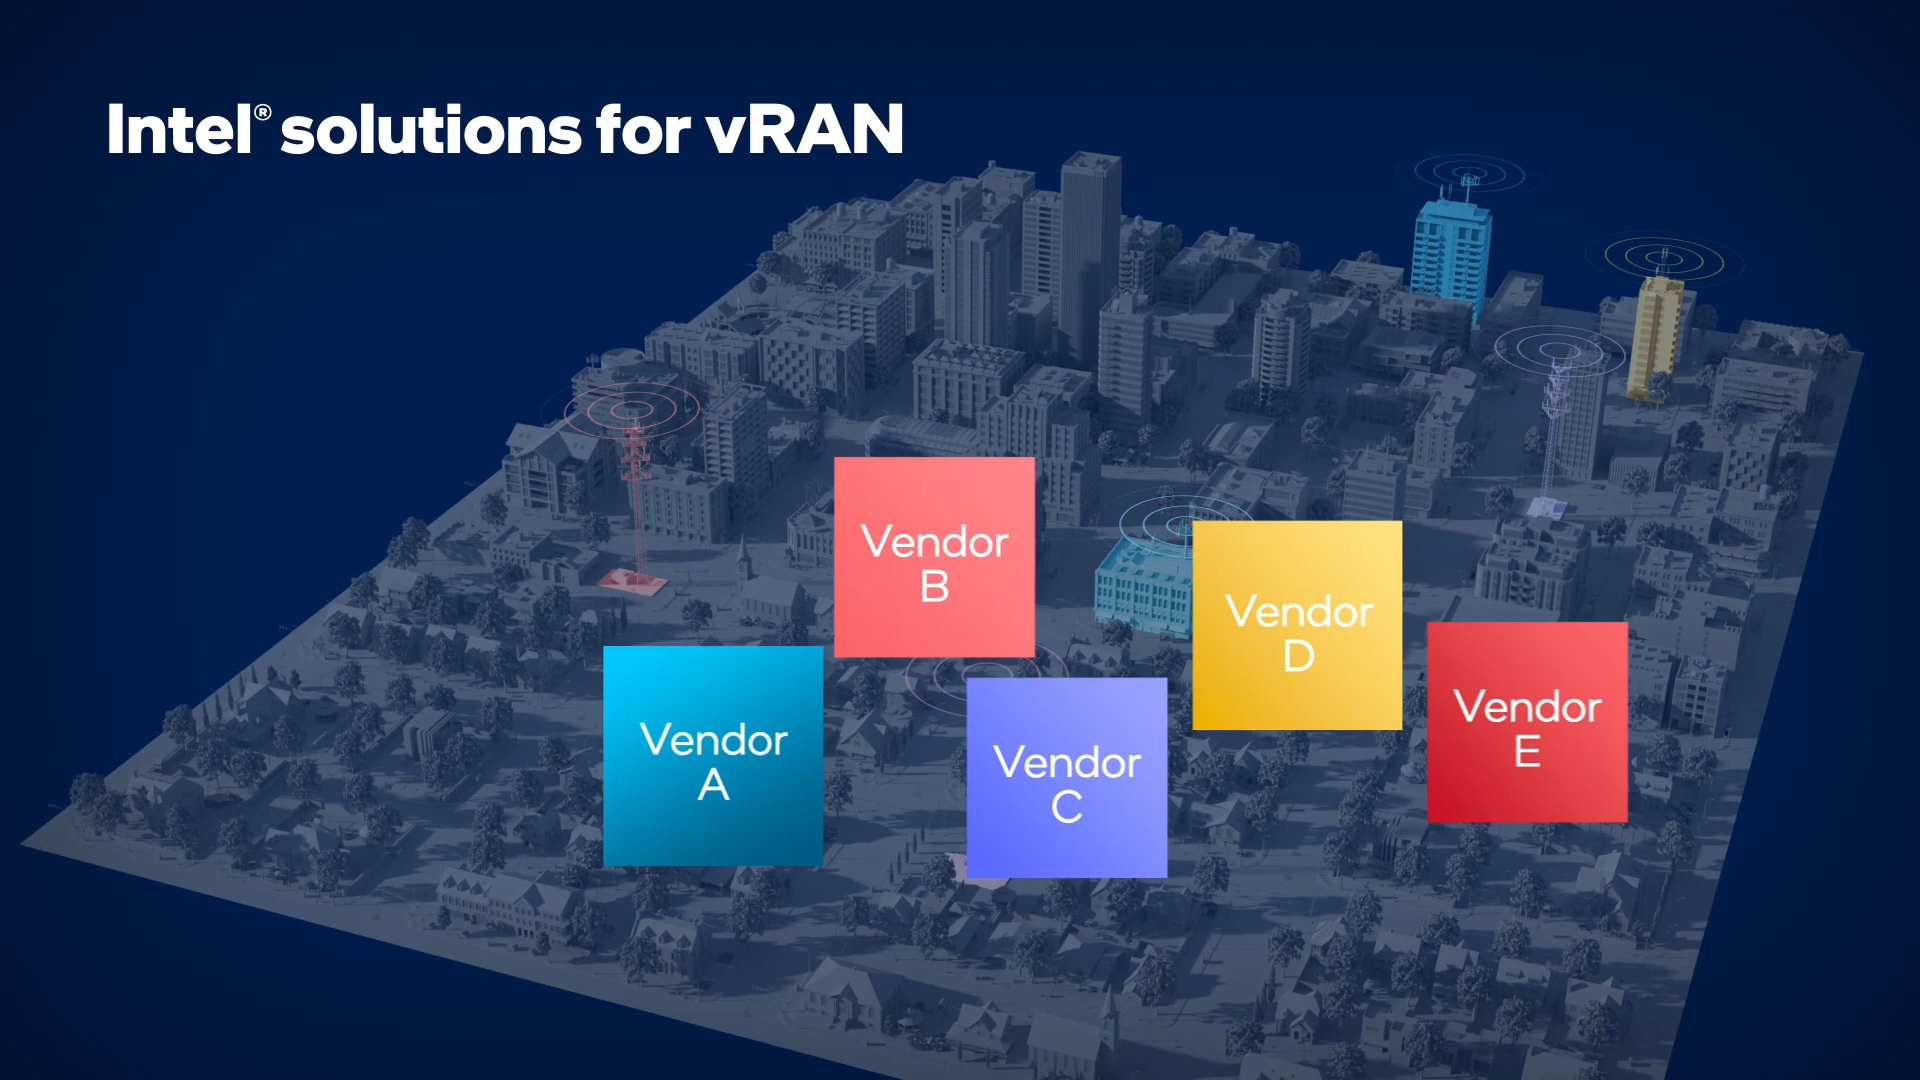 Intel® solutions for vRAN
Vendor
B
Vendor
D
Vendor
A
Vendor
C
Vendor
E